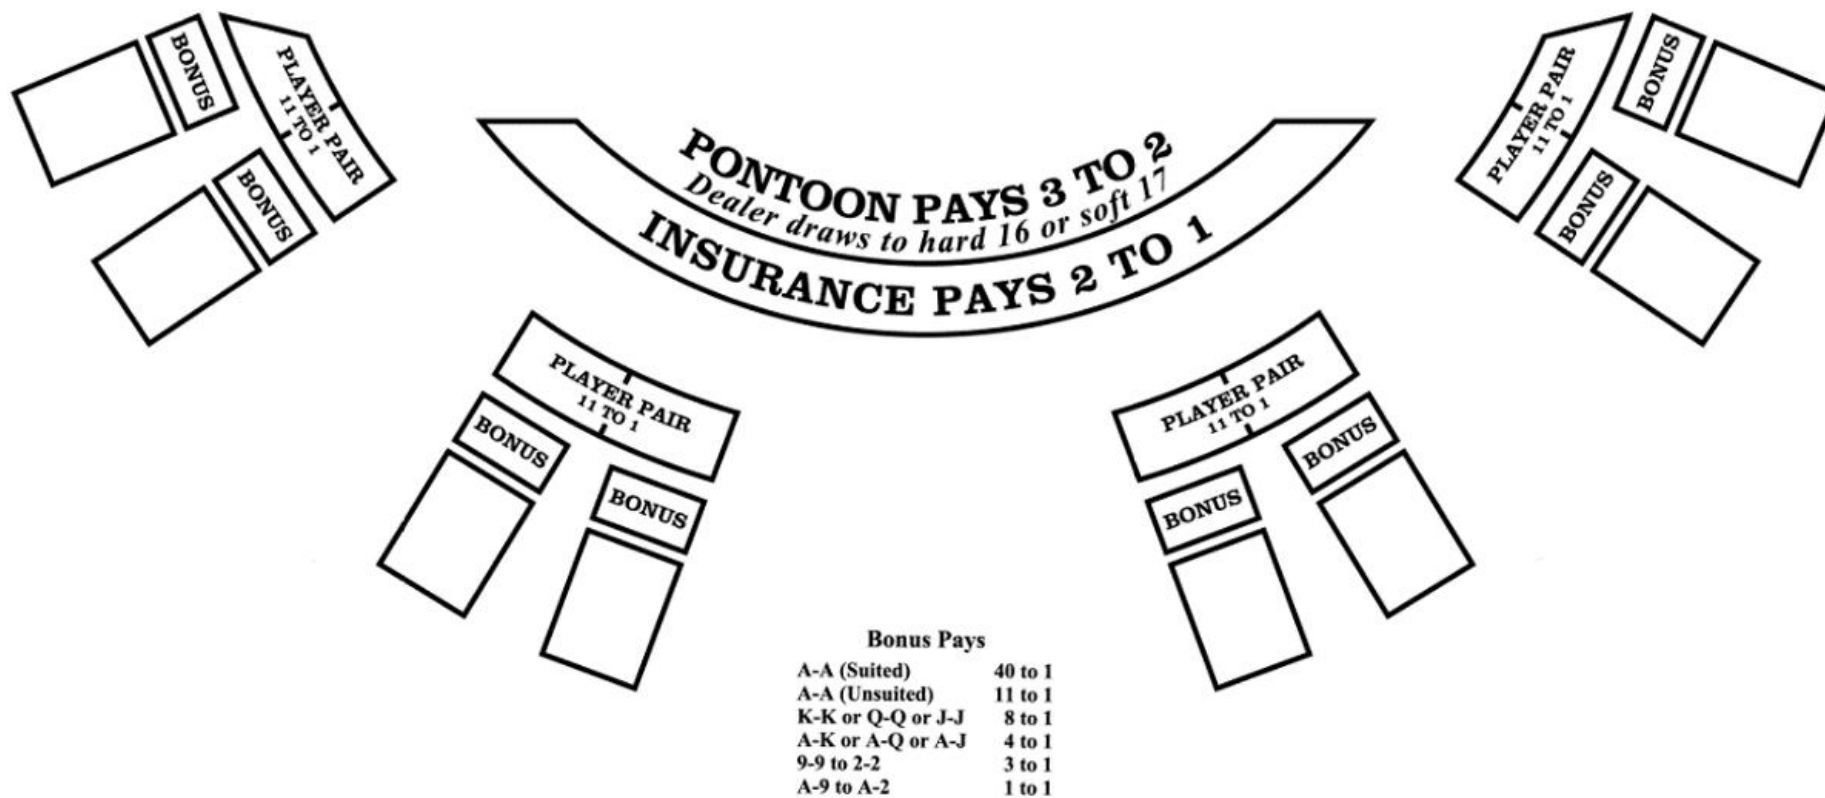 BONUS
PLAYER PAIR
11 TO 1
BONUS
PONTOON PAYS 3 TO 2
Dealer draws to hard 16 or soft 17
INSURANCE PAYS 2 TO 1
PLAYER PAIR
11 TO 1
BONUS
BONUS
PLAYER PAIR
11 TO 1
BONUS
BONUS
PLAYER PAIR
11 TO 1
BONUS
BONUS
Bonus Pays
A-A (Suited) 40 to 1
A-A (Unsuited) 11 to 1
K-K or Q-Q or J-J 8 to 1
A-K or A-Q or A-J 4 to 1
9-9 to 2-2 3 to 1
A-9 to A-2 1 to 1